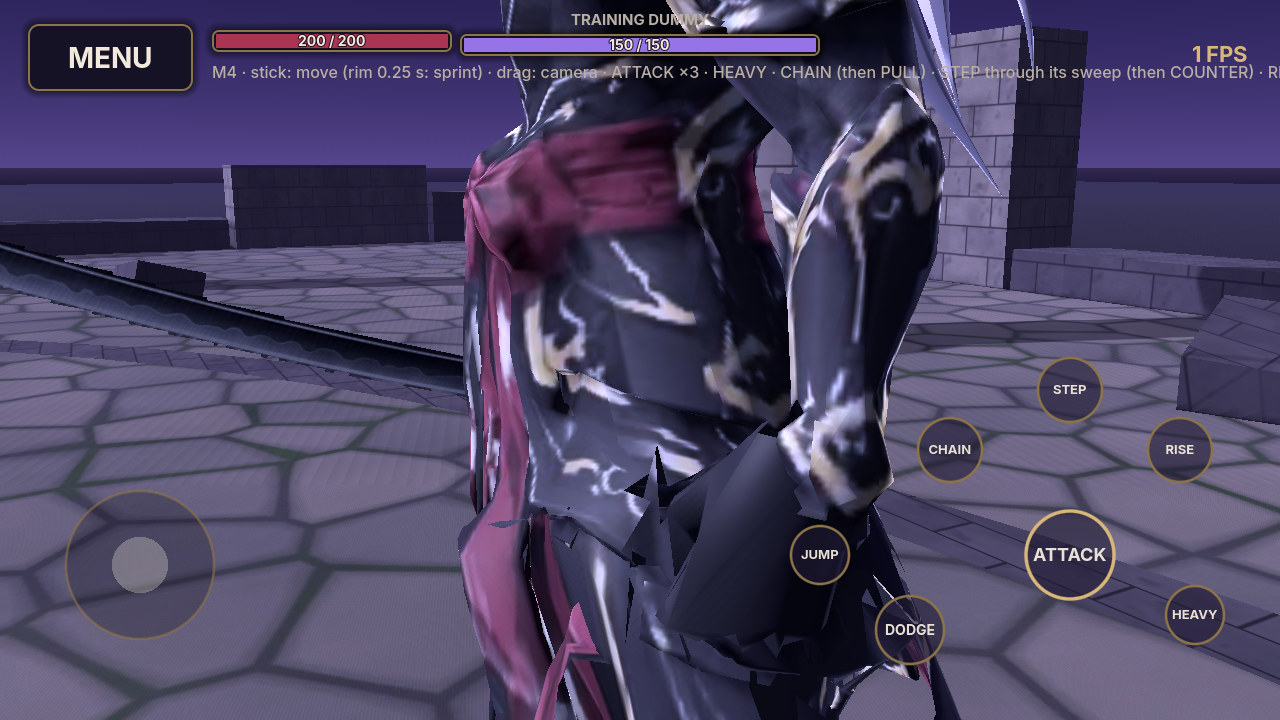 TRAINING DUMMY
MENU
200 / 200
150 / 150
1 FPS
M4 · stick: move (rim 0.25 s: sprint) · drag: camera · ATTACK ×3 · HEAVY · CHAIN (then PULL) · STEP through its sweep (then COUNTER) ·
STEP
CHAIN
RISE
JUMP
ATTACK
DODGE
HEAVY